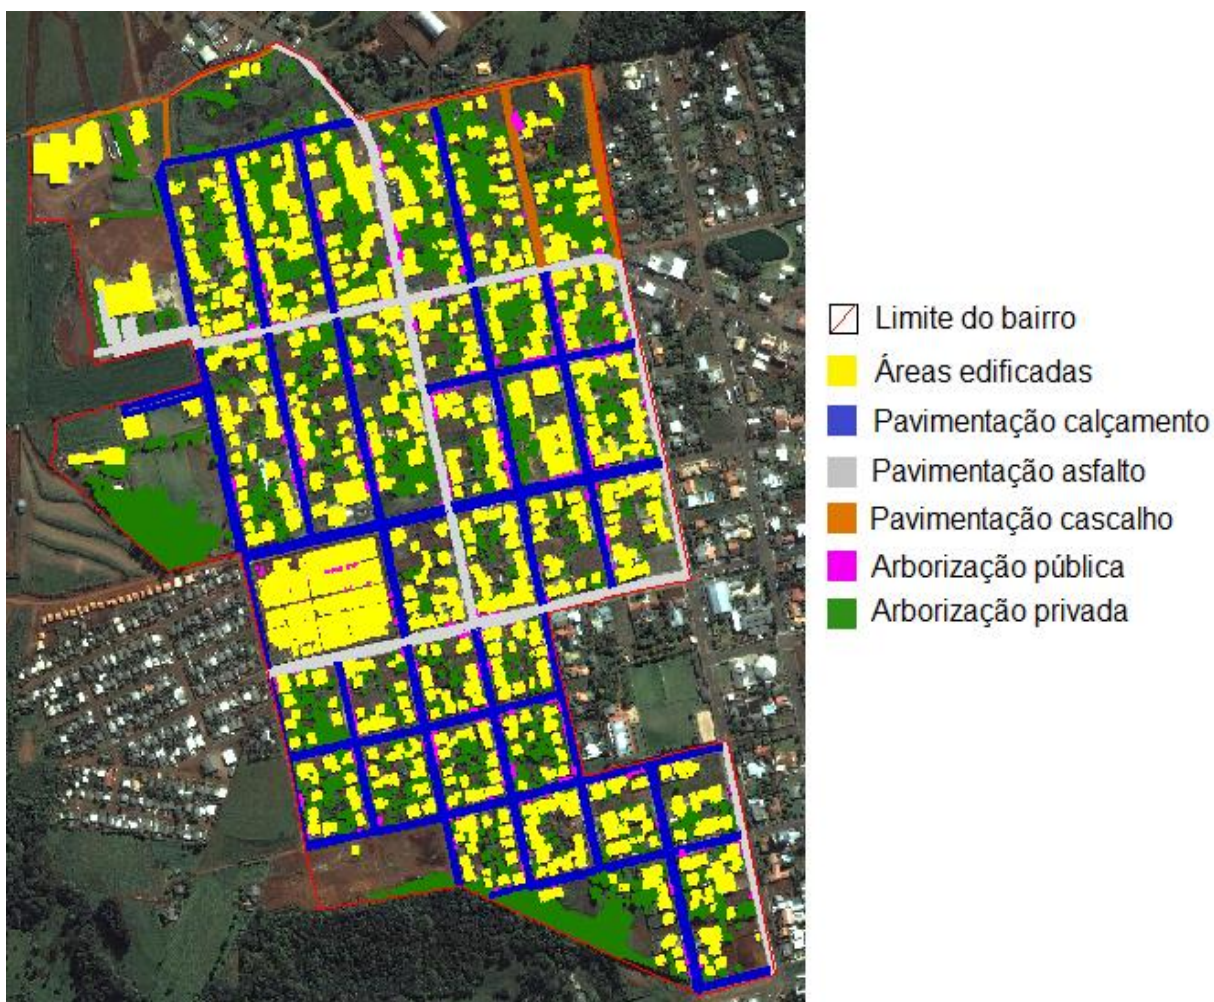 Limite do bairro
Áreas edificadas
Pavimentação calçamento
Pavimentação asfalto
Pavimentação cascalho
Arborização pública
Arborização privada